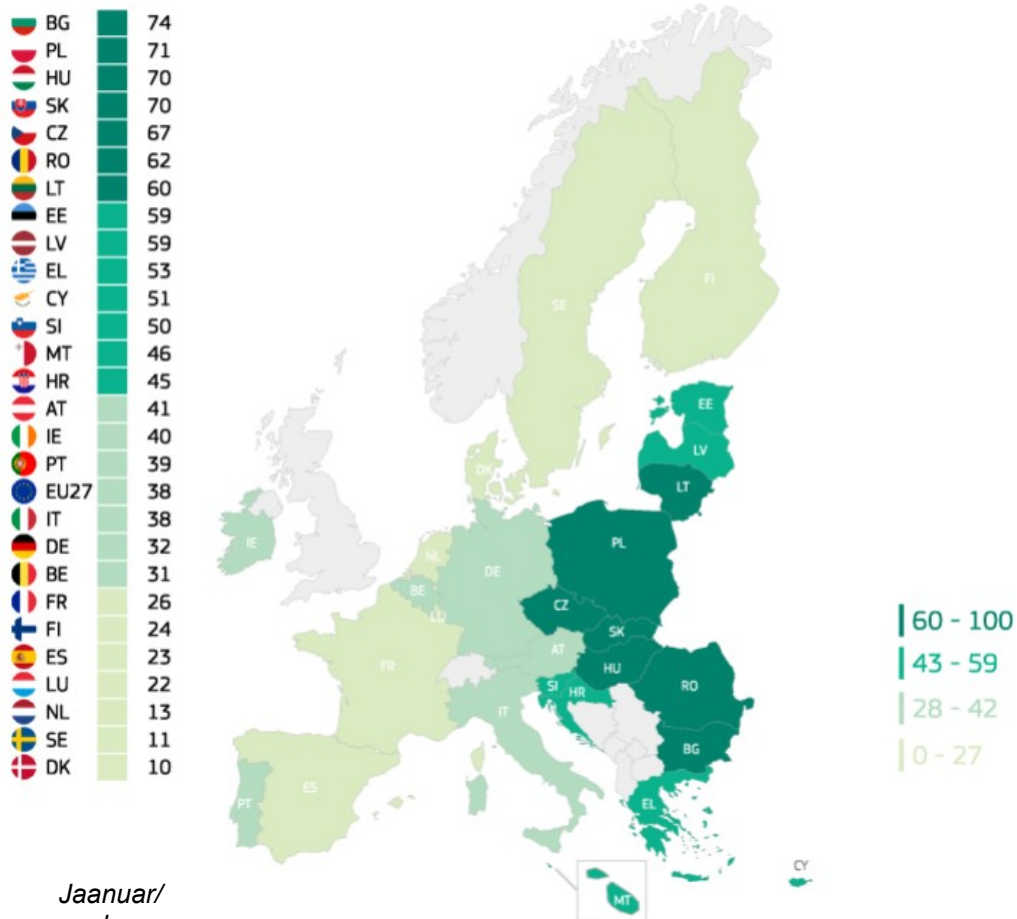 BG 74
PL 71
HU 70
SK 70
CZ 67
RO 62
LT 60
EE 59
LV 59
EL 53
CY 51
SI 50
MT 46
HR 45
AT 41
IE 40
PT 39
EU27 38
IT 38
DE 32
BE 31
FR 26
FI 24
ES 23
LU 22
NL 13
SE 11
DK 10
SE
FI
EE
LV
LT
DK
IE
NL
BE
LU
DE
PL
CZ
SK
AT
HU
RO
FR
SI
HR
IT
BG
PT
ES
EL
CY
MT
60 - 100
43 - 59
28 - 42
0 - 27
Jaanuar/